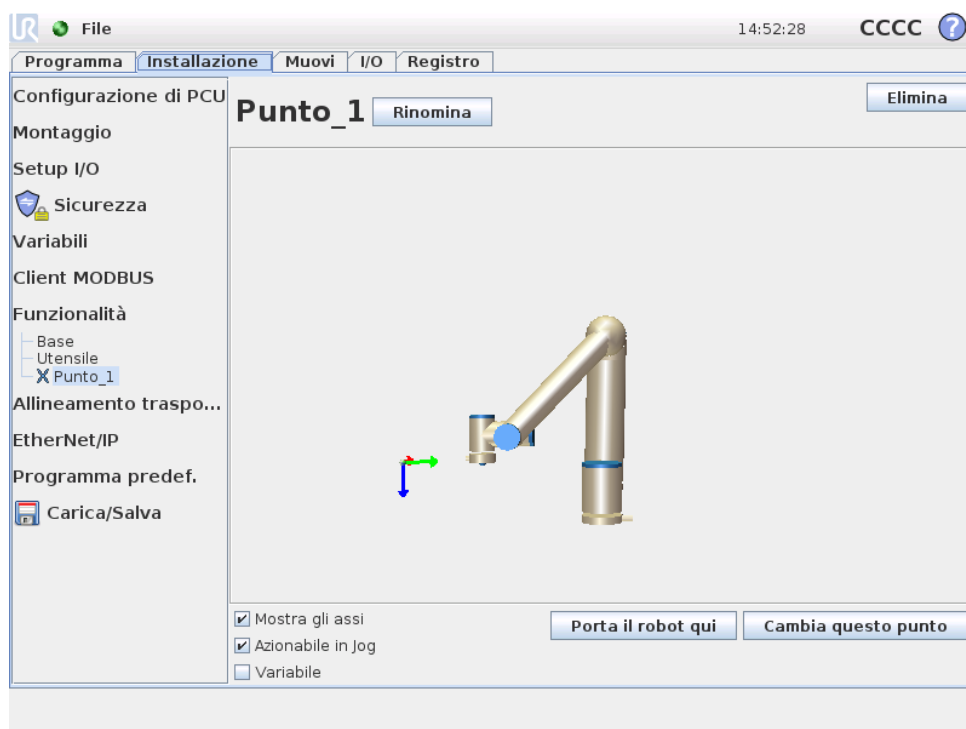 UR File 14:52:28 CCCC ?
Programma Installazione Muovi I/O Registro
Configurazione di PCU
Montaggio
Setup I/O
Sicurezza
Variabili
Client MODBUS
Funzionalità
Base
Utensile
Punto_1
Allineamento traspo...
EtherNet/IP
Programma predef.
Carica/Salva
Punto_1 Rinomina Elimina
Mostra gli assi
Azionabile in Jog
Variabile
Porta il robot qui Cambia questo punto